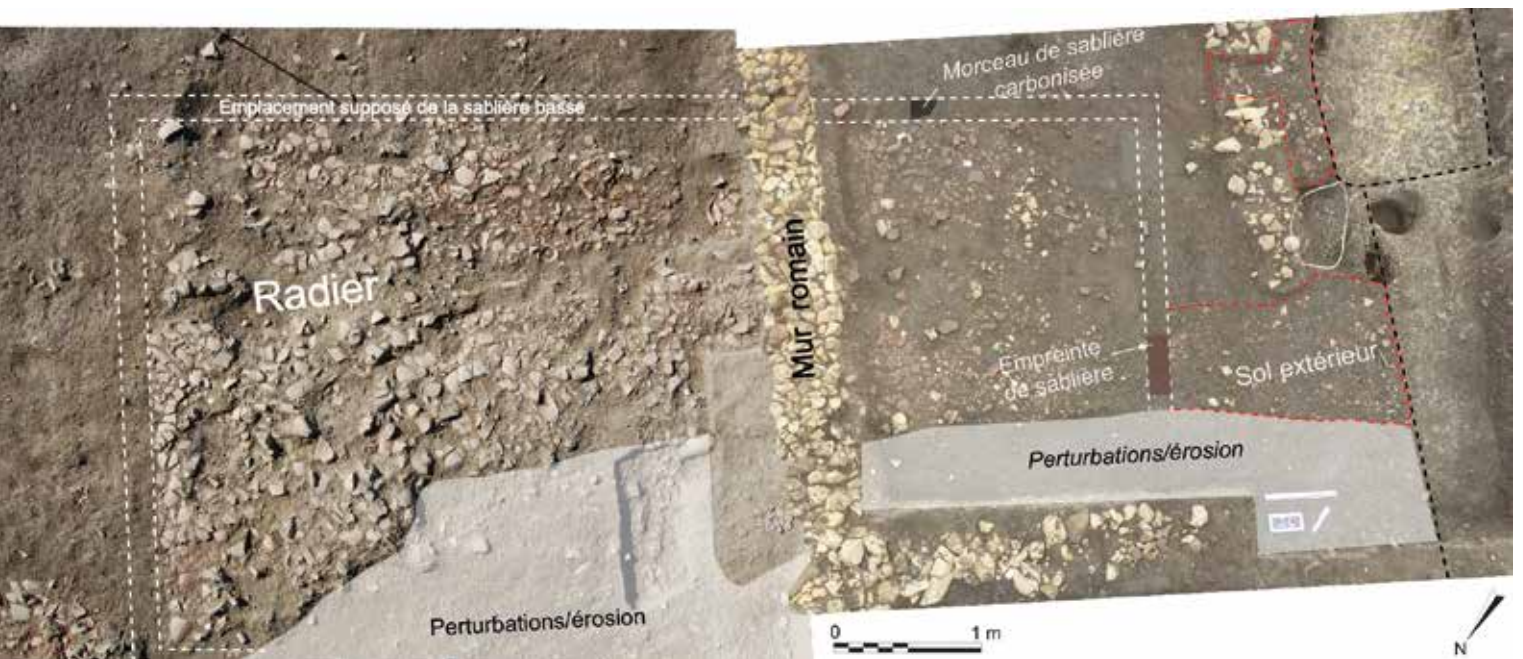 Morceau de sablière
carbonisée
Emplacement supposé de la sablière basse
Radier
Mur romain
Empreinte
de sablière
Sol extérieur
Perturbations/érosion
Perturbations/érosion
0 1 m
N